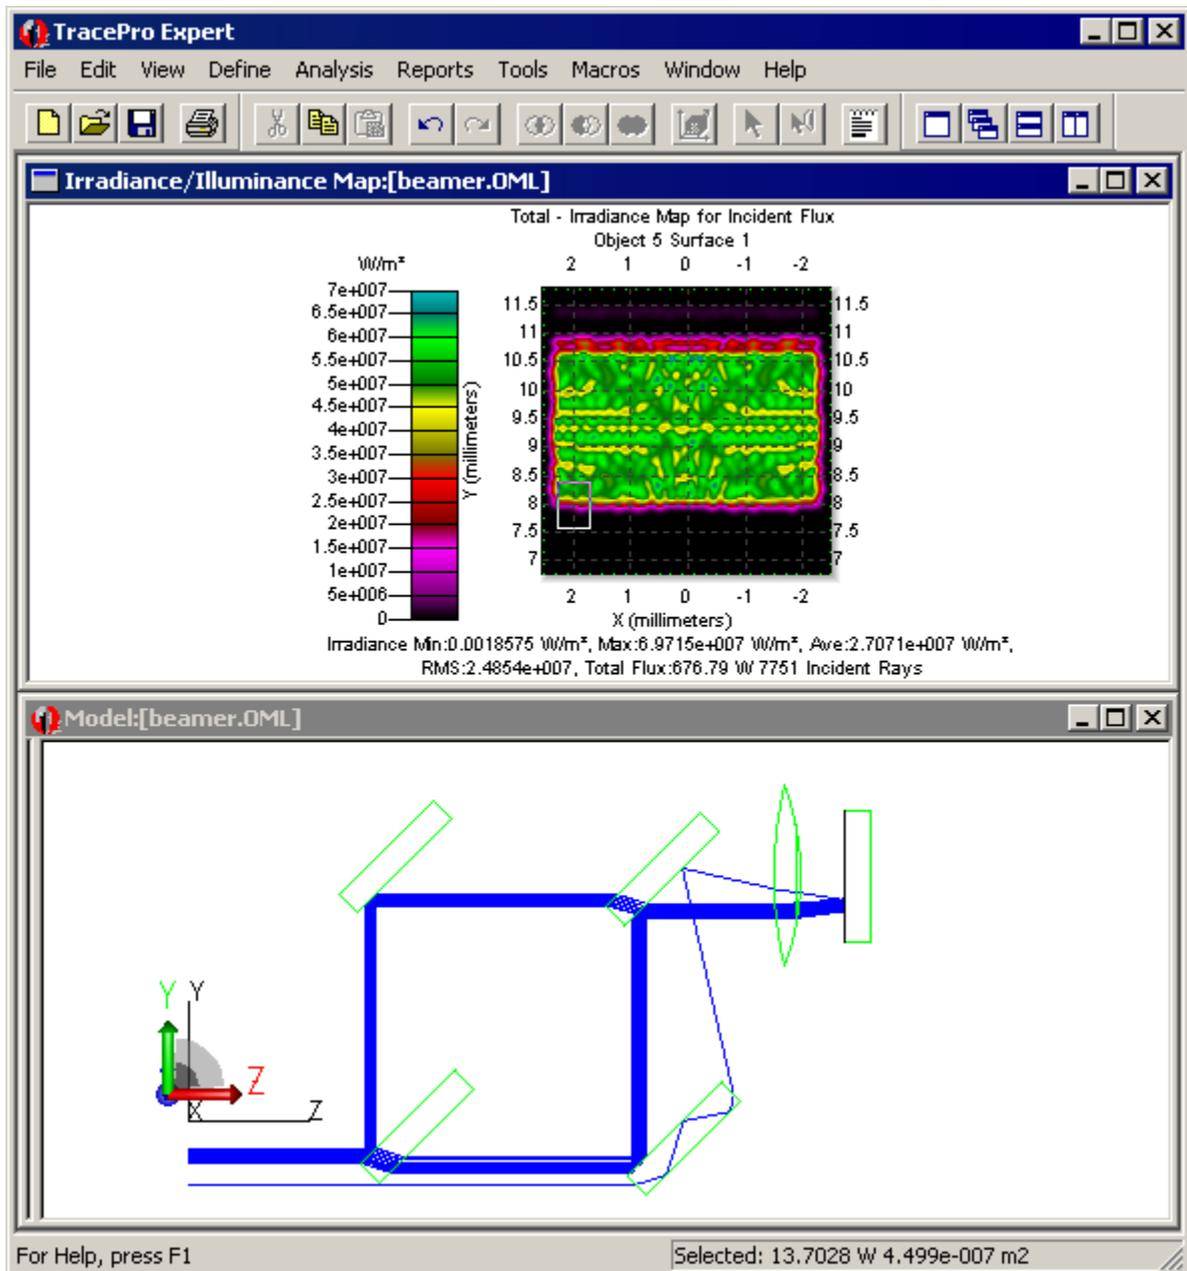 TracePro Expert
File Edit View Define Analysis Reports Tools Macros Window Help
Irradiance/Illuminance Map:[beamer.OML]
Total - Irradiance Map for Incident Flux
Object 5 Surface 1
W/m²
2 1 0 -1 -2
7e+007
6.5e+007
6e+007
5.5e+007
5e+007
4.5e+007
4e+007
3.5e+007
3e+007
2.5e+007
2e+007
1.5e+007
1e+007
5e+006
0
Y (millimeters)
11.5 11.5
11 11
10.5 10.5
10 10
9.5 9.5
9 9
8.5 8.5
8 8
7.5 7.5
7 7
2 1 0 -1 -2
X (millimeters)
Irradiance Min:0.0018575 W/m², Max:6.9715e+007 W/m², Ave:2.7071e+007 W/m²,
RMS:2.4854e+007, Total Flux:676.79 W 7751 Incident Rays
Model:[beamer.OML]
Y Y
Z
X Z
For Help, press F1 Selected: 13.7028 W 4.499e-007 m2